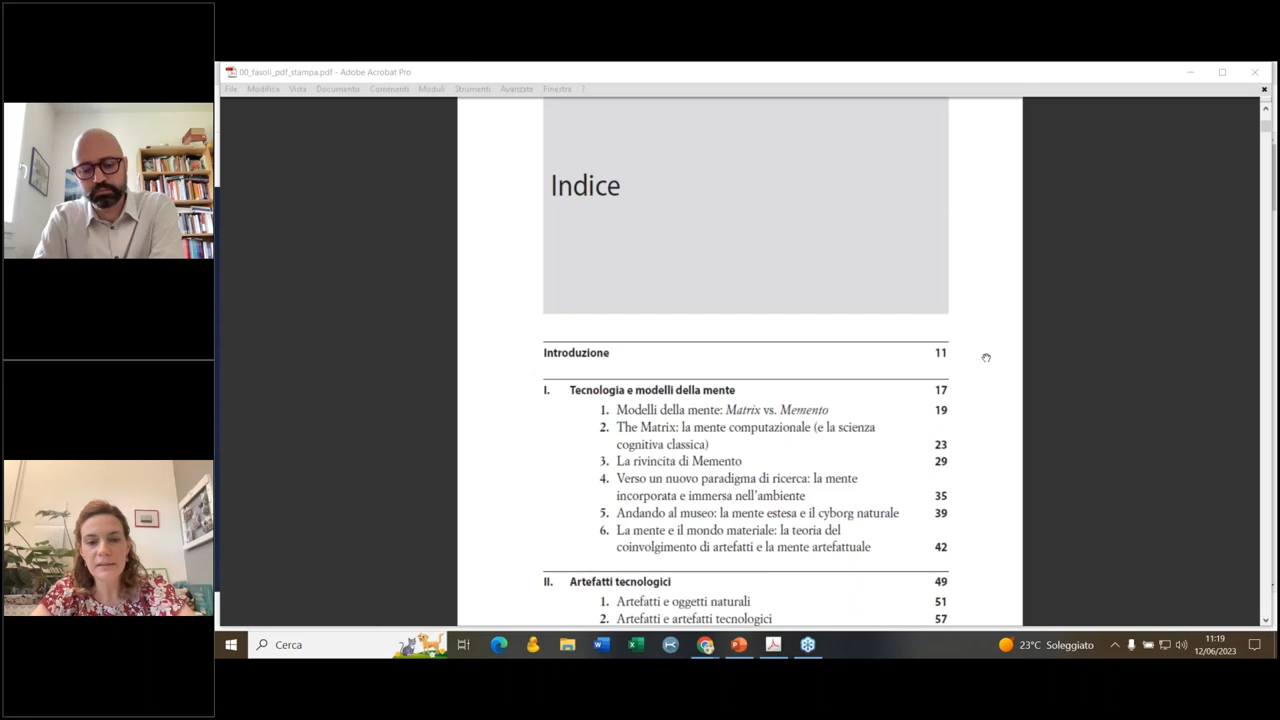 00_fasoli_pdf_stampa.pdf - Adobe Acrobat Pro
File Modifica Vista Documento Commenti Moduli Strumenti Avanzate Finestra ?
Indice
Introduzione 11
I. Tecnologia e modelli della mente 17
1. Modelli della mente: Matrix vs. Memento 19
2. The Matrix: la mente computazionale (e la scienza
cognitiva classica) 23
3. La rivincita di Memento 29
4. Verso un nuovo paradigma di ricerca: la mente
incorporata e immersa nell'ambiente 35
5. Andando al museo: la mente estesa e il cyborg naturale 39
6. La mente e il mondo materiale: la teoria del
coinvolgimento di artefatti e la mente artefattuale 42
II. Artefatti tecnologici 49
1. Artefatti e oggetti naturali 51
2. Artefatti e artefatti tecnologici 57
Cerca
23°C Soleggiato
11:19
12/06/2023